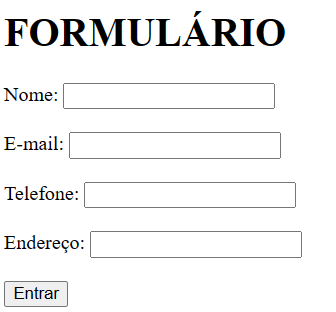 FORMULÁRIO
Nome:
E-mail:
Telefone:
Endereço:
Entrar